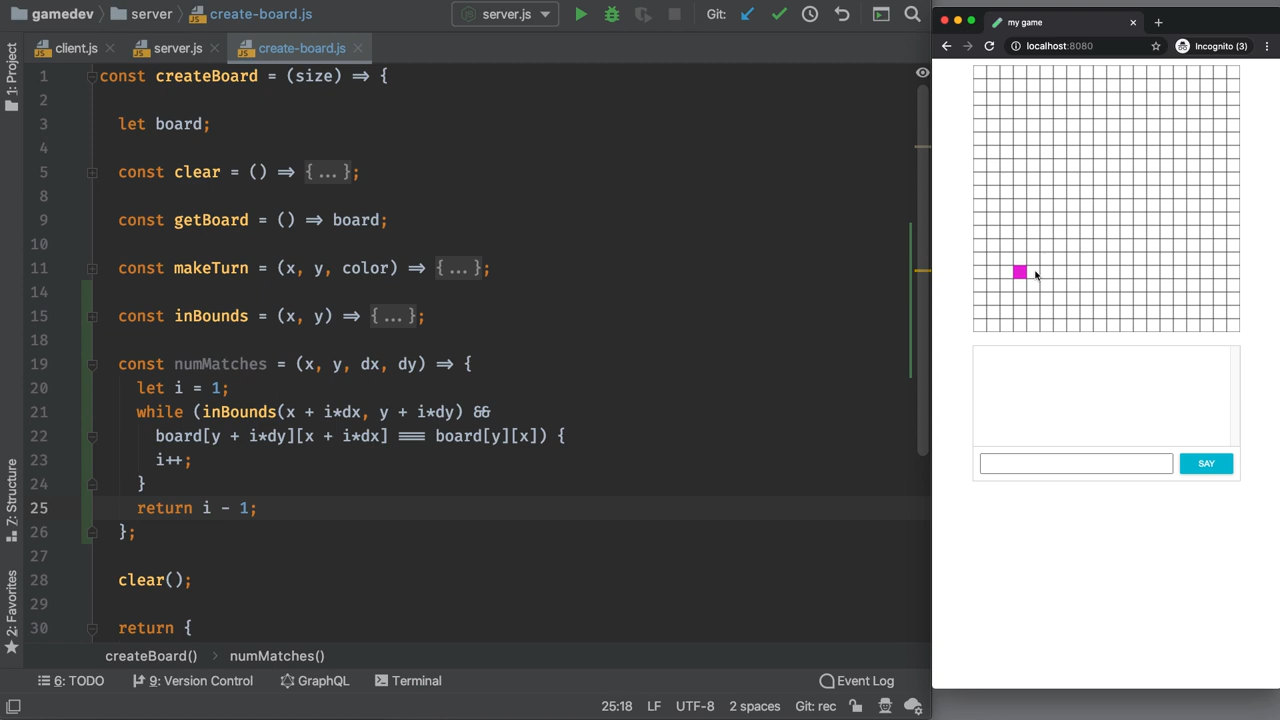 gamedev
server
create-board.js
server.js
Git:
client.js
server.js
create-board.js
1: Project
7: Structure
2: Favorites
1 const createBoard = (size) ⇒ {
2
3 let board;
4
5 const clear = () ⇒ {...};
8
9 const getBoard = () ⇒ board;
10
11 const makeTurn = (x, y, color) ⇒ {...};
14
15 const inBounds = (x, y) ⇒ {...};
18
19 const numMatches = (x, y, dx, dy) ⇒ {
20 let i = 1;
21 while (inBounds(x + i*dx, y + i*dy) &&
22 board[y + i*dy][x + i*dx] === board[y][x]) {
23 i++;
24 }
25 return i - 1;
26 };
27
28 clear();
29
30 return {
createBoard() > numMatches()
6: TODO
9: Version Control
GraphQL
Terminal
Event Log
25:18 LF UTF-8 2 spaces Git: rec
my game
localhost:8080
Incognito (3)
SAY